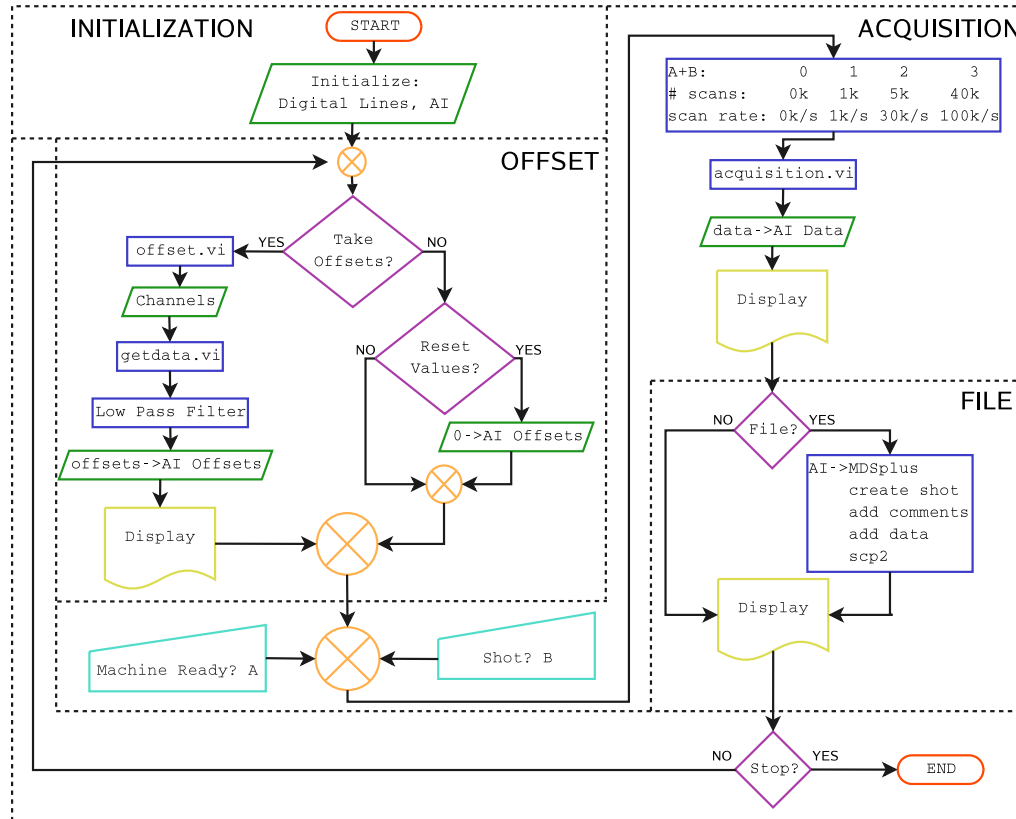 INITIALIZATION
START
Initialize:
Digital Lines, AI
OFFSET
Take
Offsets?
YES
NO
offset.vi
Channels
getdata.vi
Low Pass Filter
offsets->AI Offsets
Display
Reset
Values?
NO
YES
0->AI Offsets
Machine Ready? A
Shot? B
ACQUISITION
A+B: 0 1 2 3
# scans: 0k 1k 5k 40k
scan rate: 0k/s 1k/s 30k/s 100k/s
acquisition.vi
data->AI Data
Display
FILE
File?
NO
YES
AI->MDSplus
create shot
add comments
add data
scp2
Display
Stop?
NO
YES
END